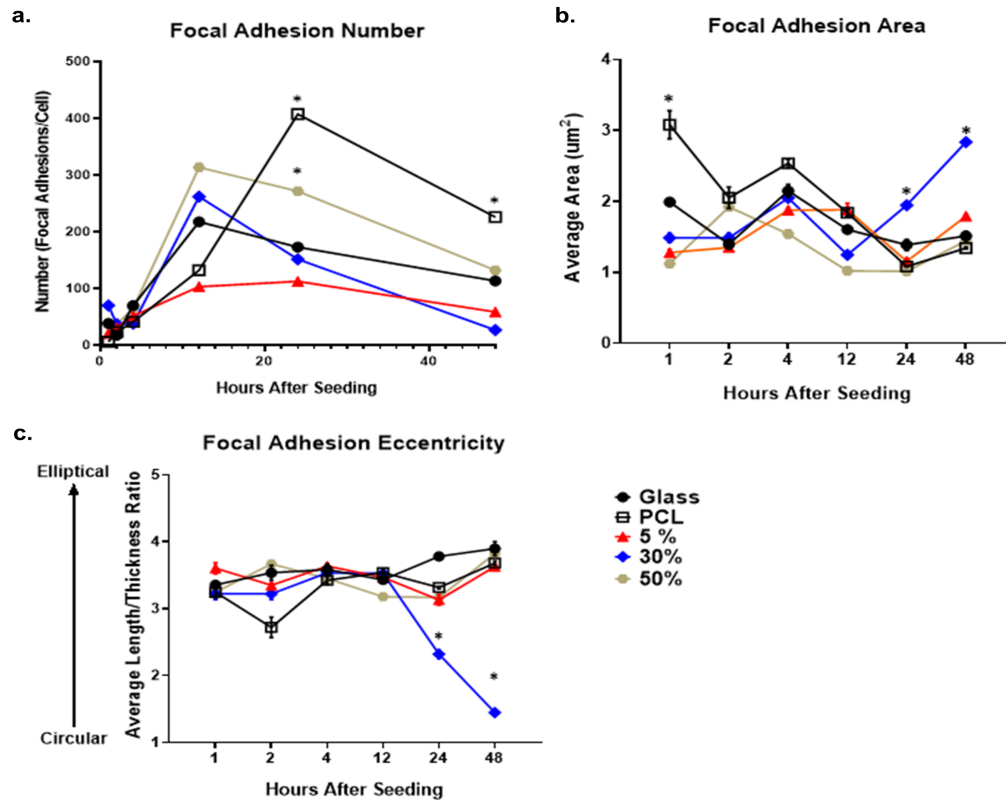 a.
Focal Adhesion Number
Number (Focal Adhesions/Cell)
500
400
300
200
100
0
0 20 40
* * *
Hours After Seeding
b.
Focal Adhesion Area
Average Area (um²)
4
3
2
1
0
1 2 4 12 24 48
* * *
Hours After Seeding
c.
Focal Adhesion Eccentricity
Elliptical
Circular
Average Length/Thickness Ratio
5
4
3
2
1
1 2 4 12 24 48
* *
Hours After Seeding
Glass
PCL
5 %
30%
50%